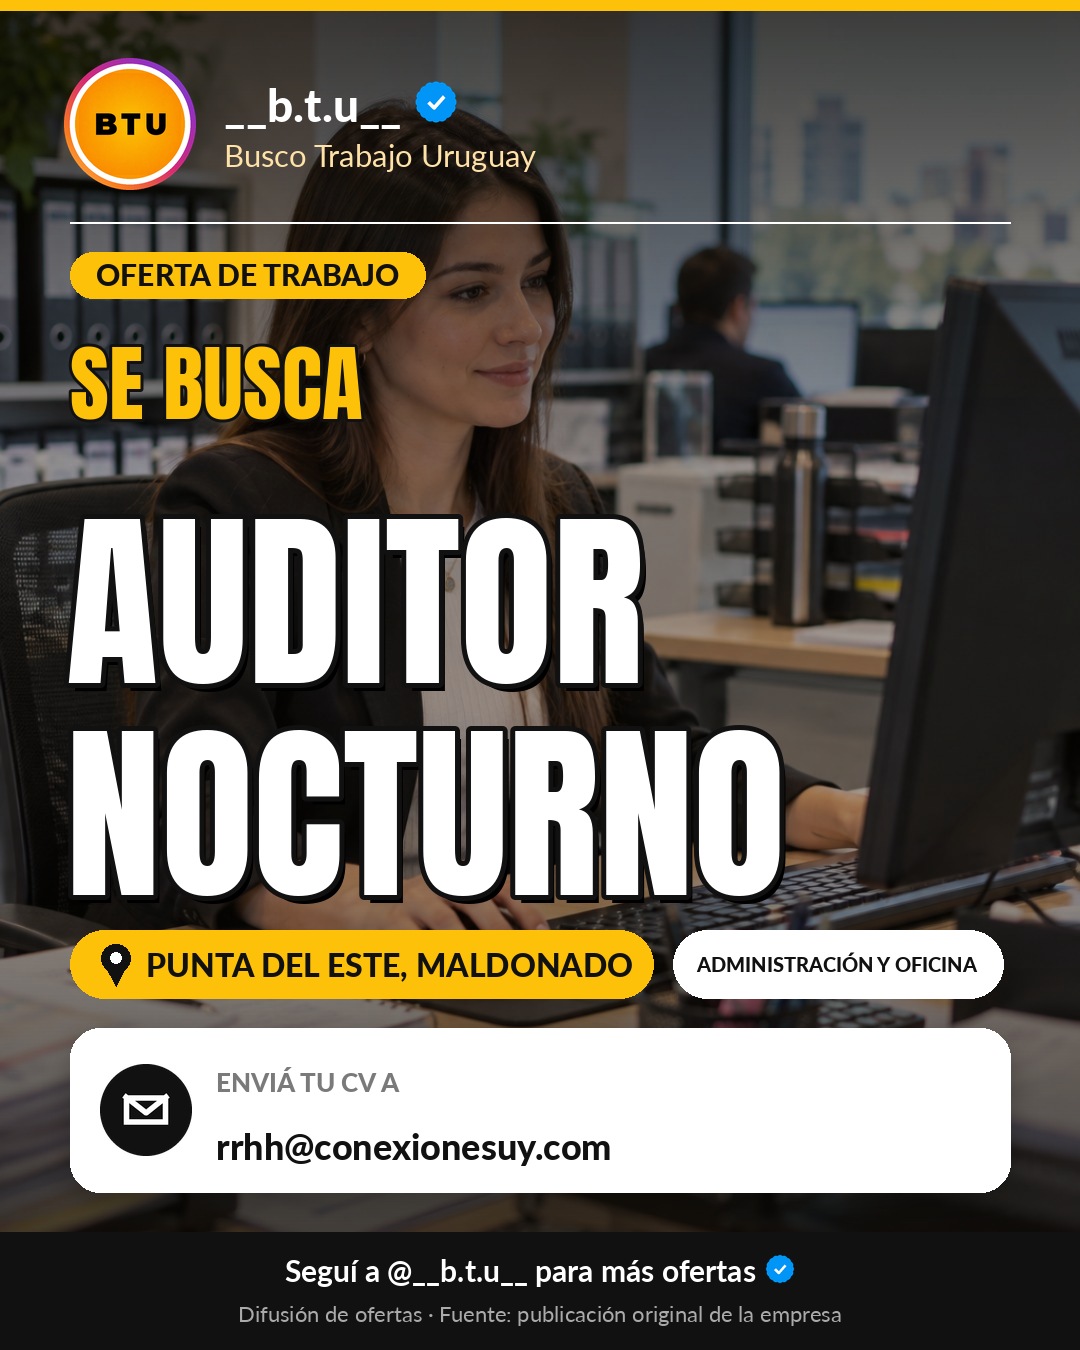 BTU
__b.t.u__
Busco Trabajo Uruguay
OFERTA DE TRABAJO
SE BUSCA
AUDITOR
NOCTURNO
PUNTA DEL ESTE, MALDONADO
ADMINISTRACIÓN Y OFICINA
ENVIÁ TU CV A
rrhh@conexionesuy.com
Seguí a @__b.t.u__ para más ofertas
Difusión de ofertas · Fuente: publicación original de la empresa